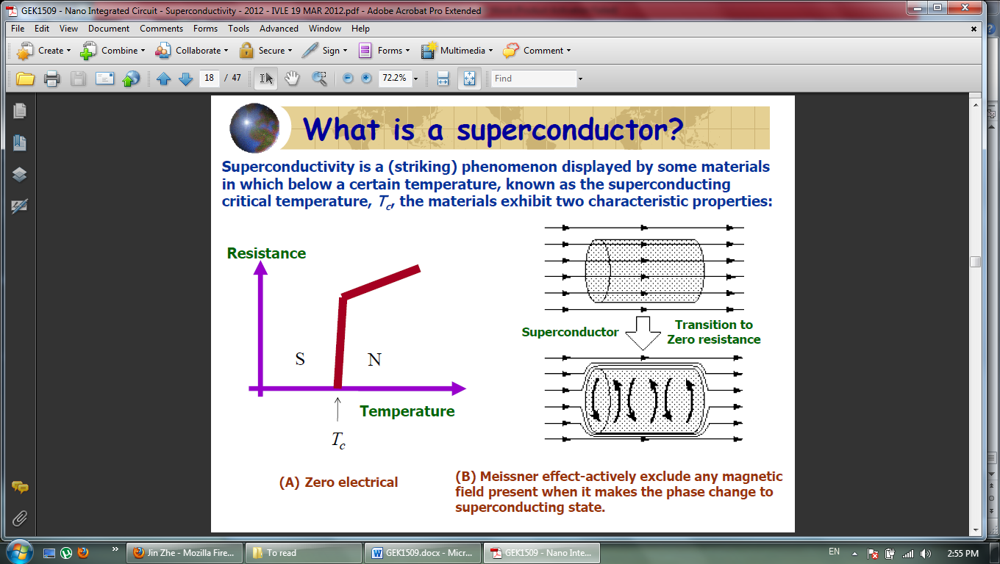 GEK1509 - Nano Integrated Circuit - Superconductivity - 2012 - IVLE 19 MAR 2012.pdf - Adobe Acrobat Pro Extended
File Edit View Document Comments Forms Tools Advanced Window Help
Create Combine Collaborate Secure Sign Forms Multimedia Comment
18 / 47 72.2% Find
What is a superconductor?
Superconductivity is a (striking) phenomenon displayed by some materials
in which below a certain temperature, known as the superconducting
critical temperature, Tc, the materials exhibit two characteristic properties:
Resistance
S N
Temperature
Tc
(A) Zero electrical
Superconductor
Transition to
Zero resistance
(B) Meissner effect-actively exclude any magnetic
field present when it makes the phase change to
superconducting state.
Jin Zhe - Mozilla Fire... To read GEK1509.docx - Micr... GEK1509 - Nano Inte... EN 2:55 PM